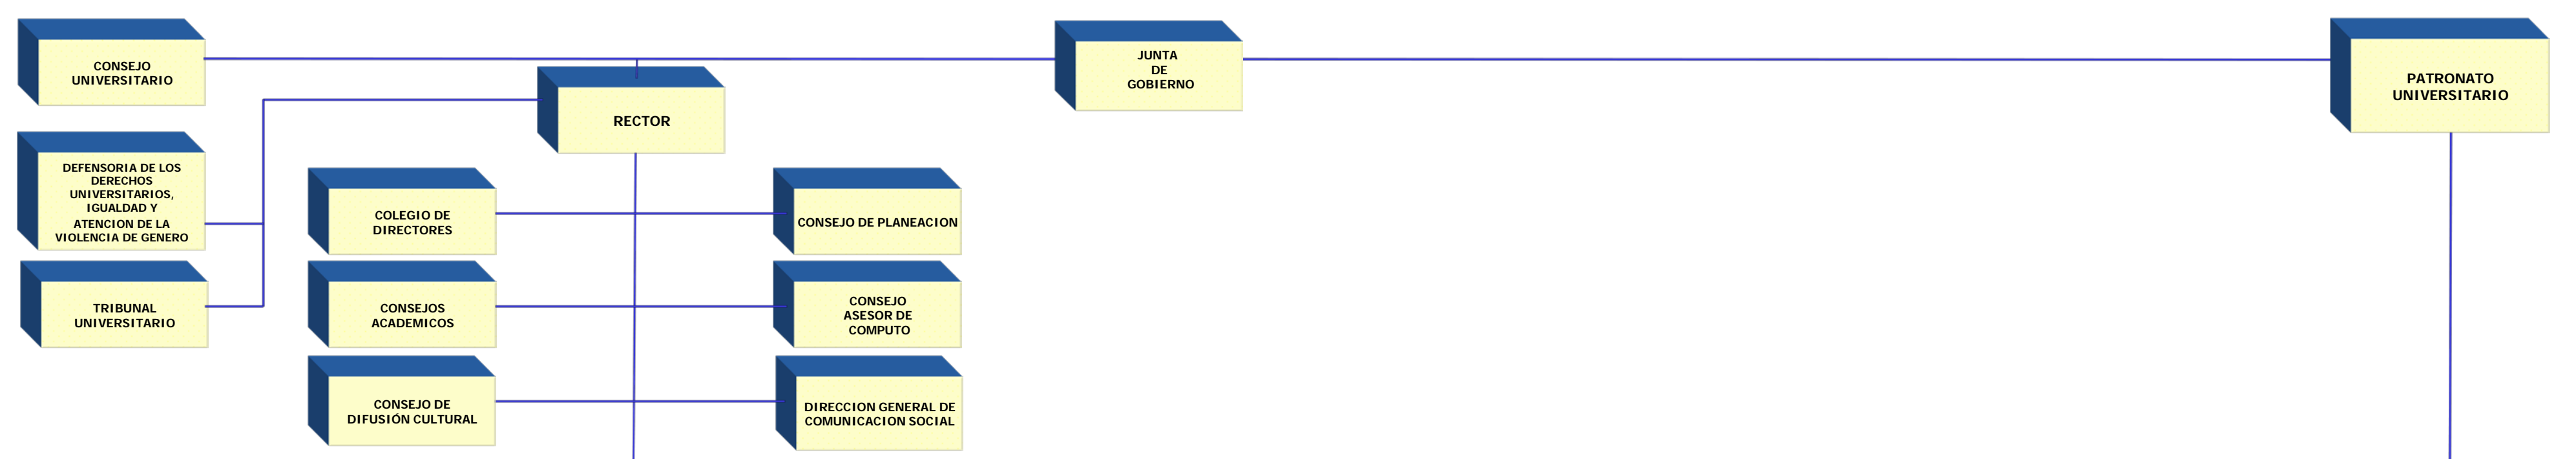 CONSEJO
UNIVERSITARIO
JUNTA
DE
GOBIERNO
PATRONATO
UNIVERSITARIO
RECTOR
DEFENSORIA DE LOS
DERECHOS
UNIVERSITARIOS,
IGUALDAD Y
ATENCION DE LA
VIOLENCIA DE GENERO
COLEGIO DE
DIRECTORES
CONSEJO DE PLANEACION
TRIBUNAL
UNIVERSITARIO
CONSEJOS
ACADEMICOS
CONSEJO
ASESOR DE
COMPUTO
CONSEJO DE
DIFUSIÓN CULTURAL
DIRECCION GENERAL DE
COMUNICACION SOCIAL